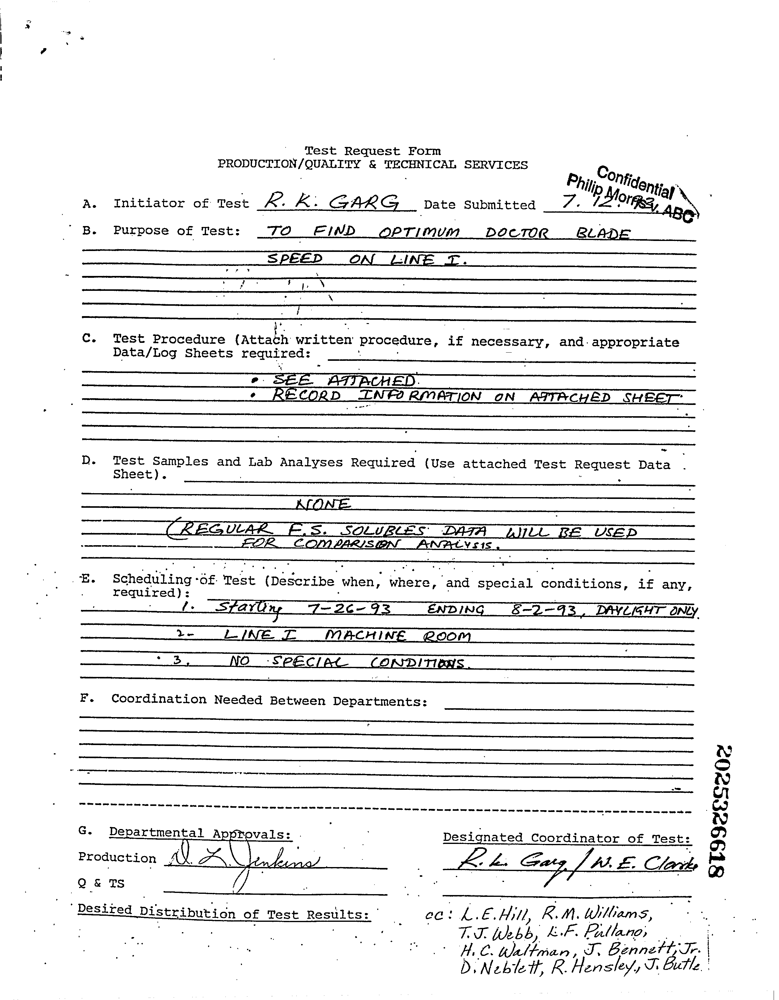 Test Request Form
PRODUCTION/QUALITY & TECHNICAL SERVICES
Confidential
Philip Morris, ABC
A. Initiator of Test R. K. GARG Date Submitted 7. 12.
B. Purpose of Test: TO FIND OPTIMUM DOCTOR BLADE
SPEED ON LINE I.
C. Test Procedure (Attach written procedure, if necessary, and appropriate
Data/Log Sheets required:
• SEE ATTACHED.
• RECORD INFORMATION ON ATTACHED SHEET.
D. Test Samples and Lab Analyses Required (Use attached Test Request Data
Sheet).
NONE
(REGULAR F.S. SOLUBLES DATA WILL BE USED
FOR COMPARISION ANALYSIS.
E. Scheduling of Test (Describe when, where, and special conditions, if any,
required):
1. Starting 7-26-93 ENDING 8-2-93, DAYLIGHT ONLY.
2- LINE I MACHINE ROOM
3. NO SPECIAL CONDITIONS.
F. Coordination Needed Between Departments:
G. Departmental Approvals:
Designated Coordinator of Test:
Production D. L. Jenkins
R. K. Garg / W. E. Clarke
Q & TS
Desired Distribution of Test Results:
cc: L.E. Hill, R.M. Williams,
T.J. Webb, L.F. Pullano,
H.C. Waltman, J. Bennett, Jr.
D. Neblett, R. Hensley, J. Butle
2025326618